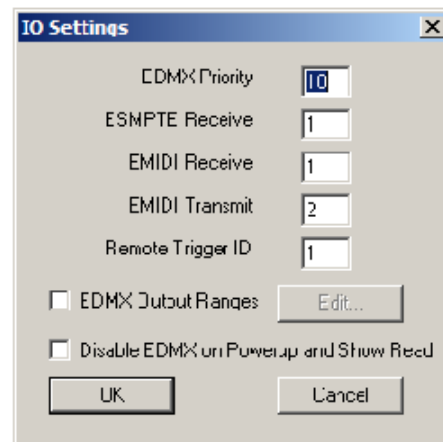 IO Settings
EDMX Priority 10
ESMPTE Receive 1
EMIDI Receive 1
EMIDI Transmit 2
Remote Trigger ID 1
EDMX Output Ranges Edit...
Disable EDMX on Powerup and Show Read
OK Cancel